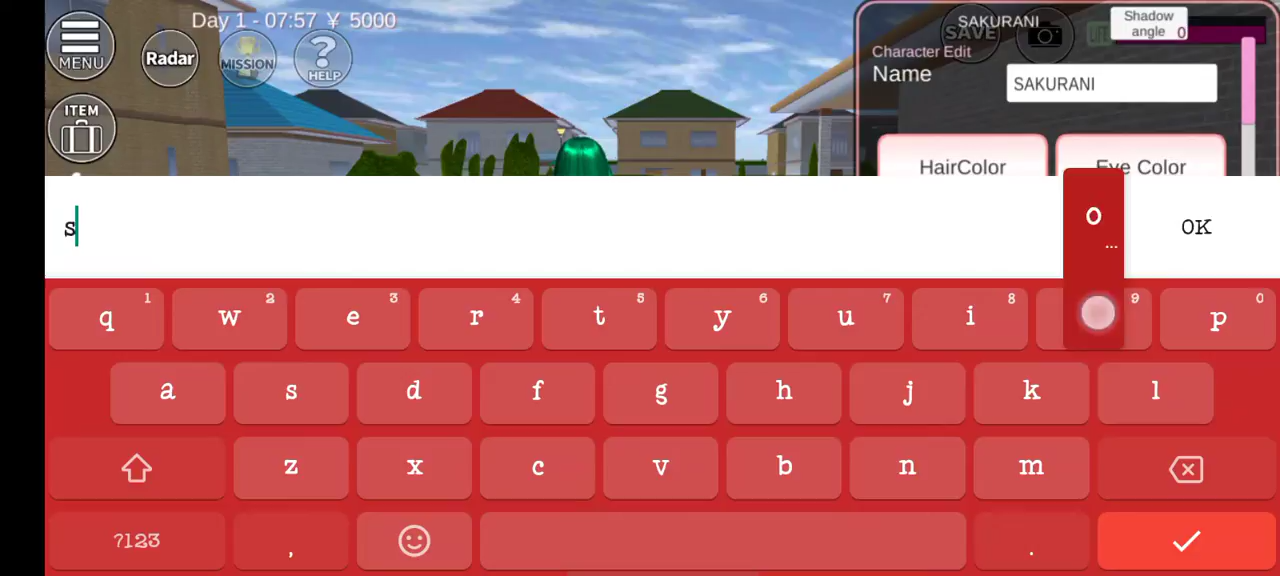 Day 1 - 07:57 ¥ 5000
MENU
Radar
MISSION
?
HELP
ITEM
SAKURANI
SAVE
Shadow
angle 0
Character Edit
Name
SAKURANI
HairColor
Eye Color
s
o
...
OK
q 1 w 2 e 3 r 4 t 5 y 6 u 7 i 8 9 p 0
a s d f g h j k l
z x c v b n m
?123 , .